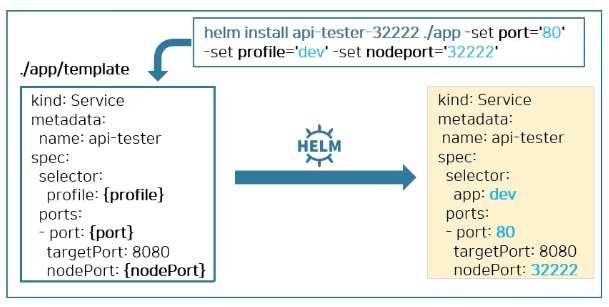 helm install api-tester-32222 ./app -set port='80'
-set profile='dev' -set nodeport='32222'
./app/template
kind: Service
metadata:
name: api-tester
spec:
selector:
profile: {profile}
ports:
- port: {port}
targetPort: 8080
nodePort: {nodePort}
HELM
kind: Service
metadata:
name: api-tester
spec:
selector:
app: dev
ports:
- port: 80
targetPort: 8080
nodePort: 32222